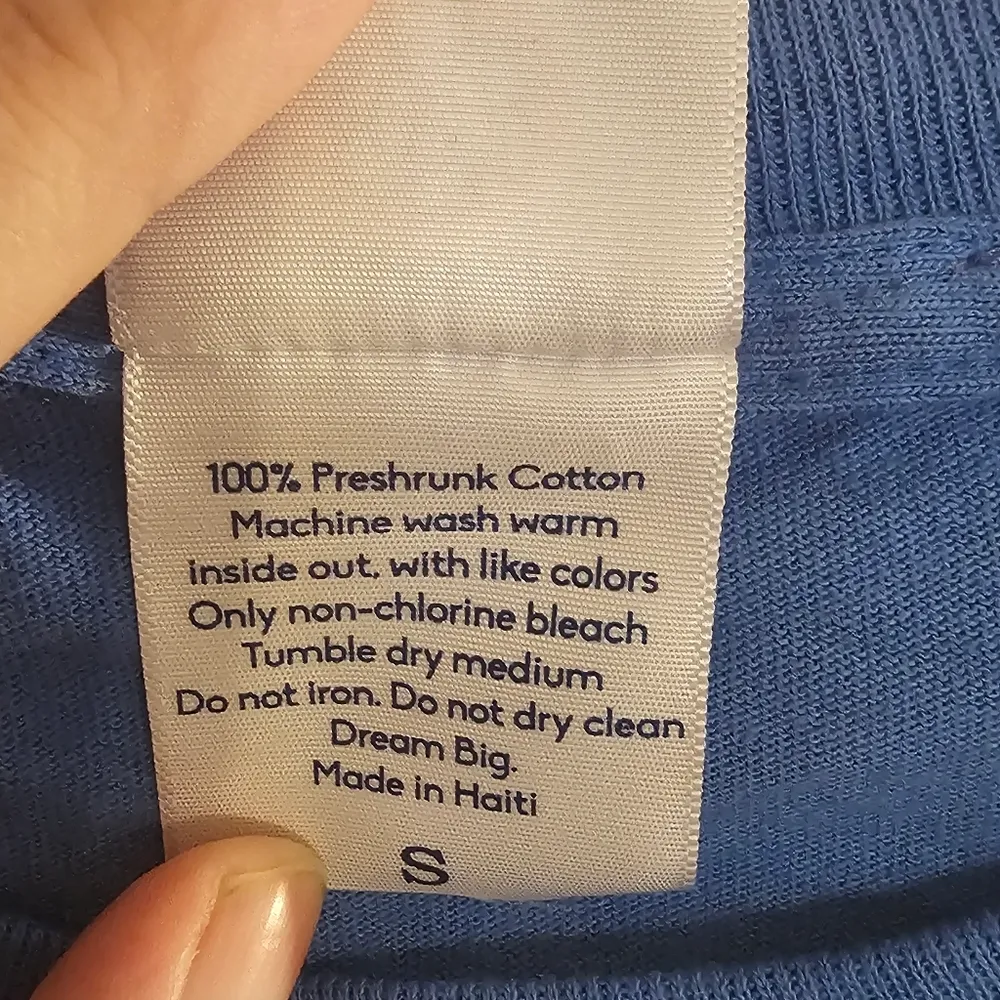 100% Preshrunk Cotton
Machine wash warm
inside out, with like colors
Only non-chlorine bleach
Tumble dry medium
Do not iron. Do not dry clean
Dream Big.
Made in Haiti
S